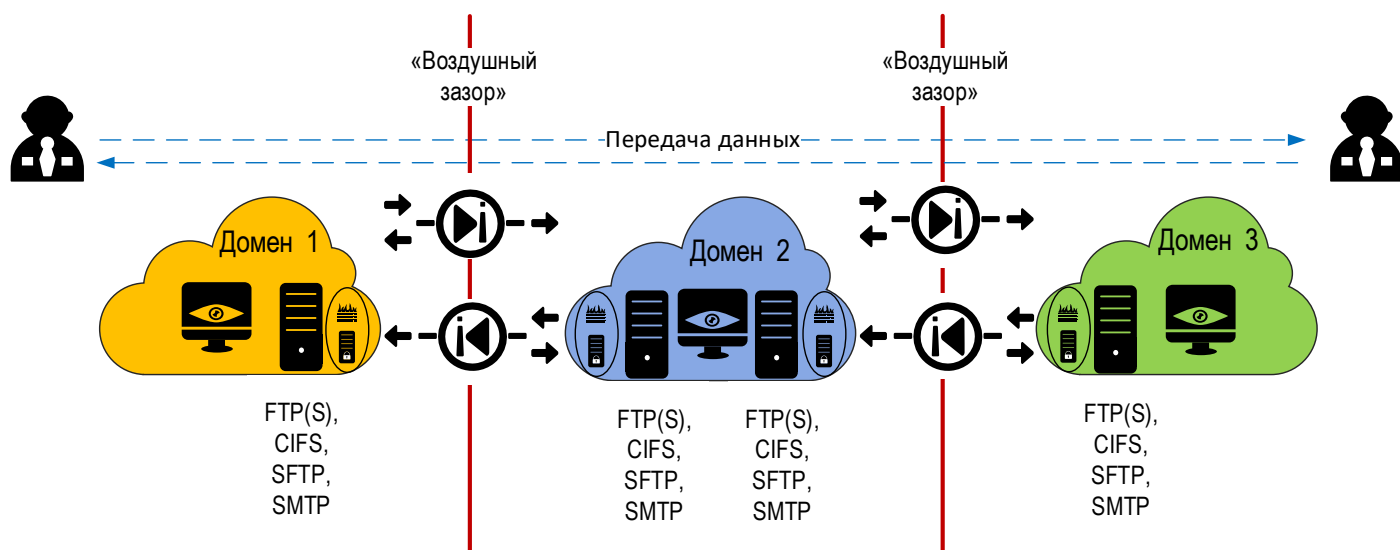 «Воздушный
зазор»
«Воздушный
зазор»
Передача данных
Домен 1
Домен 2
Домен 3
FTP(S),
CIFS,
SFTP,
SMTP
FTP(S),
CIFS,
SFTP,
SMTP
FTP(S),
CIFS,
SFTP,
SMTP
FTP(S),
CIFS,
SFTP,
SMTP